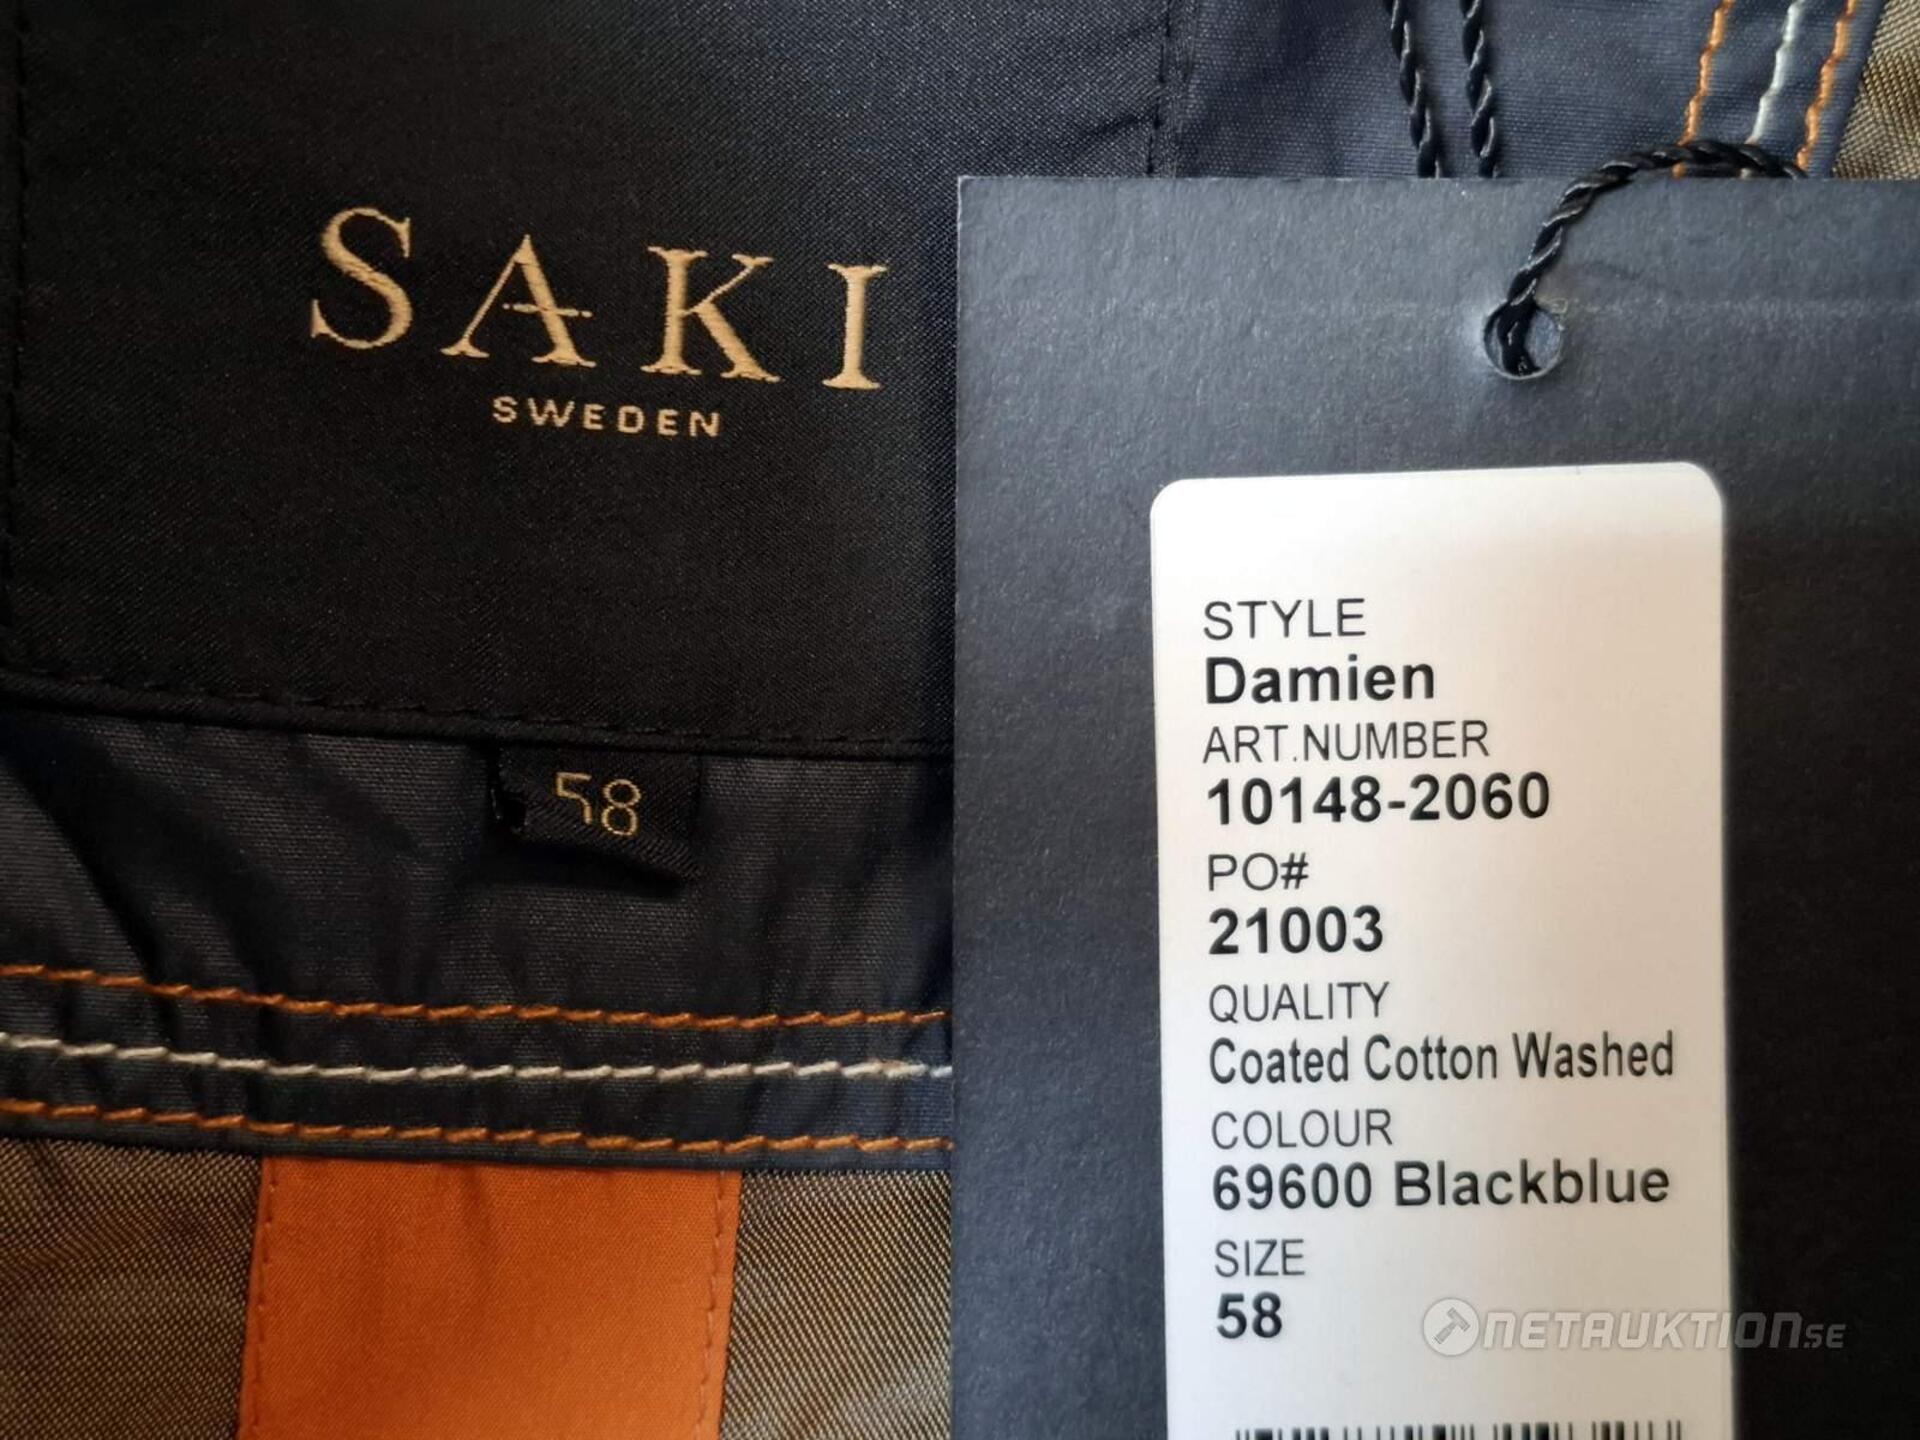 SAKI
SWEDEN
58
STYLE
Damien
ART.NUMBER
10148-2060
PO#
21003
QUALITY
Coated Cotton Washed
COLOUR
69600 Blackblue
SIZE
58
NETAUKTION.SE